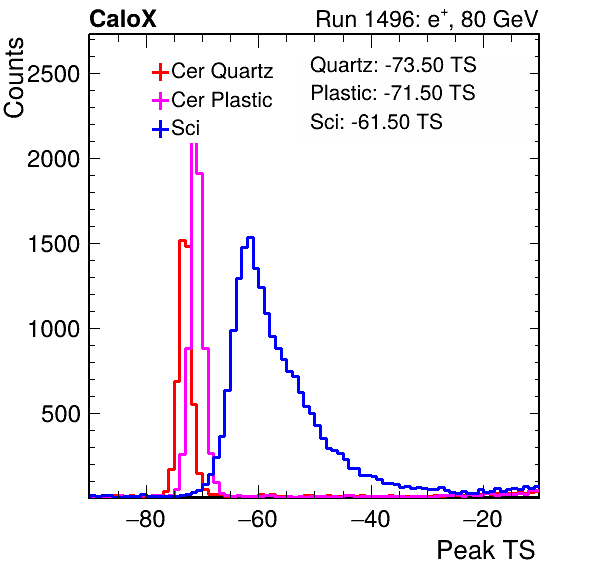 CaloX Run 1496: e⁺, 80 GeV
Counts
2500
2000
1500
1000
500
Cer Quartz
Cer Plastic
Sci
Quartz: -73.50 TS
Plastic: -71.50 TS
Sci: -61.50 TS
−80 −60 −40 −20
Peak TS